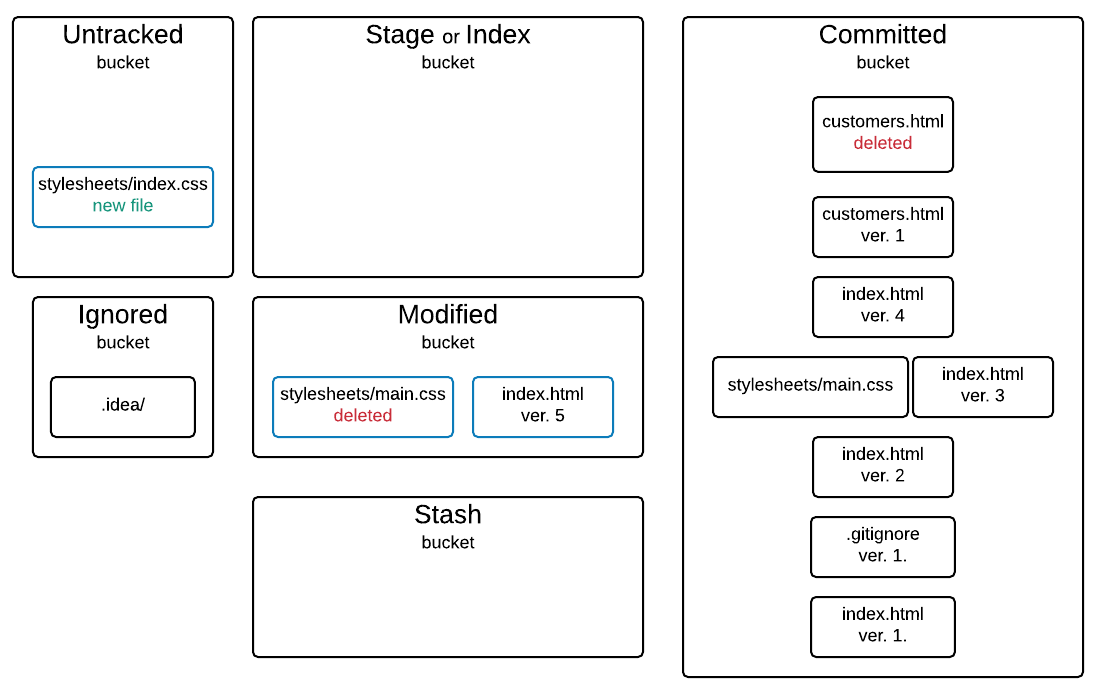 Untracked
bucket
stylesheets/index.css
new file
Stage or Index
bucket
Ignored
bucket
.idea/
Modified
bucket
stylesheets/main.css
deleted
index.html
ver. 5
Stash
bucket
Committed
bucket
customers.html
deleted
customers.html
ver. 1
index.html
ver. 4
stylesheets/main.css
index.html
ver. 3
index.html
ver. 2
.gitignore
ver. 1.
index.html
ver. 1.